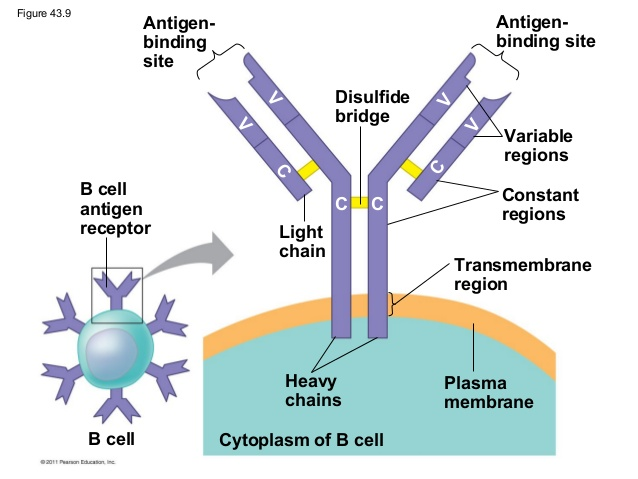 Figure 43.9
Antigen-
binding
site
Antigen-
binding site
Disulfide
bridge
V
V
V
V
Variable
regions
C
C
C
C
Constant
regions
B cell
antigen
receptor
Light
chain
Transmembrane
region
Heavy
chains
Plasma
membrane
B cell
Cytoplasm of B cell
© 2011 Pearson Education, Inc.